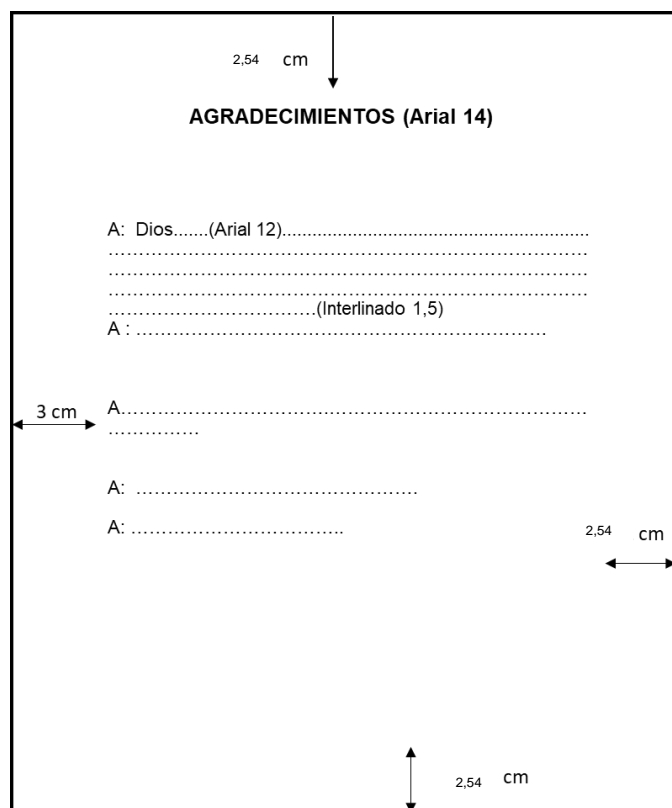 2,54 cm
AGRADECIMIENTOS (Arial 14)
A: Dios.......(Arial 12)..............................................................
……………………………………………………………………
……………………………………………………………………
……………………………………………………………………
…………………………….(Interlinado 1,5)
A : …………………………………………………………
3 cm
A…………………………………………………………………
……………
A: ……………………………………….
A: ……………………………..
2,54 cm
2,54 cm